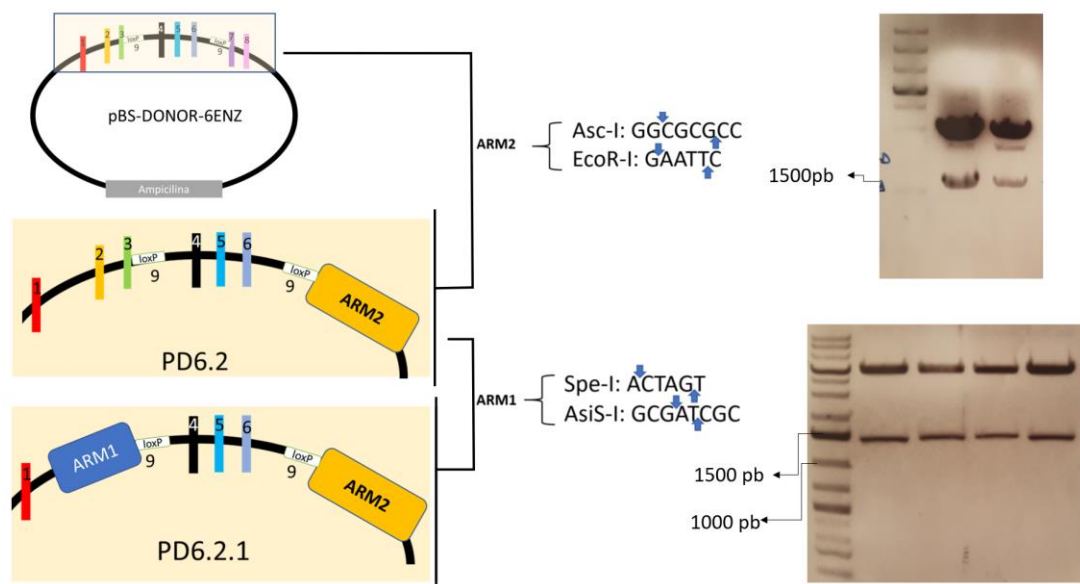 1 2 3 loxP 9 4 5 6 9 7 8
pBS-DONOR-6ENZ
Ampicilina
ARM2
Asc-I: GGCGCGCC
EcoR-I: GAATTC
1500pb
1 2 3 loxP 9 4 5 6 loxP 9 ARM2
PD6.2
ARM1
Spe-I: ACTAGT
AsiS-I: GCGATCGC
1 ARM1 loxP 9 4 5 6 loxP 9 ARM2
PD6.2.1
1500 pb
1000 pb